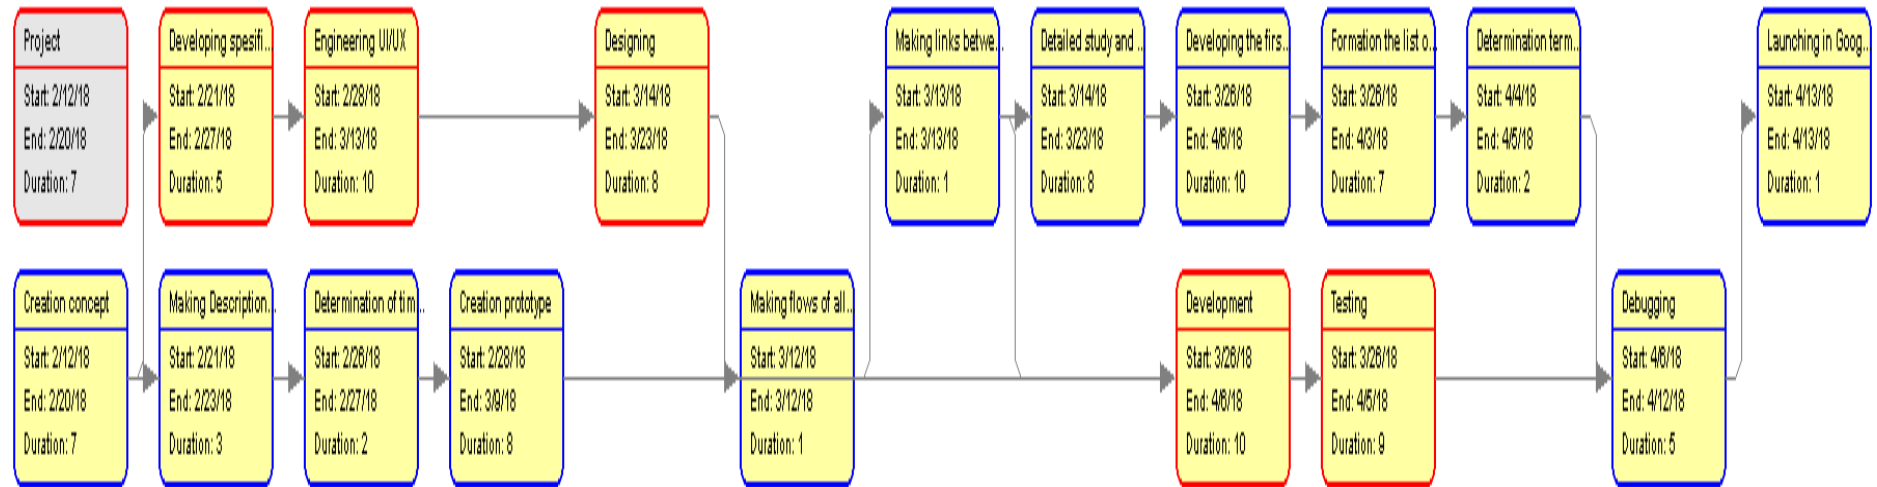 Project
Start: 2/12/18
End: 2/20/18
Duration: 7
Developing spesifi...
Start: 2/21/18
End: 2/27/18
Duration: 5
Engineering UI/UX
Start: 2/28/18
End: 3/13/18
Duration: 10
Designing
Start: 3/14/18
End: 3/23/18
Duration: 8
Making links betwe...
Start: 3/13/18
End: 3/13/18
Duration: 1
Detailed study and ...
Start: 3/14/18
End: 3/23/18
Duration: 8
Developing the firs...
Start: 3/26/18
End: 4/6/18
Duration: 10
Formation the list o...
Start: 3/26/18
End: 4/3/18
Duration: 7
Determination term...
Start: 4/4/18
End: 4/5/18
Duration: 2
Launching in Goog...
Start: 4/13/18
End: 4/13/18
Duration: 1
Creation concept
Start: 2/12/18
End: 2/20/18
Duration: 7
Making Description...
Start: 2/21/18
End: 2/23/18
Duration: 3
Determination of tim...
Start: 2/26/18
End: 2/27/18
Duration: 2
Creation prototype
Start: 2/28/18
End: 3/9/18
Duration: 8
Making flows of all...
Start: 3/12/18
End: 3/12/18
Duration: 1
Development
Start: 3/26/18
End: 4/6/18
Duration: 10
Testing
Start: 3/26/18
End: 4/5/18
Duration: 9
Debugging
Start: 4/6/18
End: 4/12/18
Duration: 5